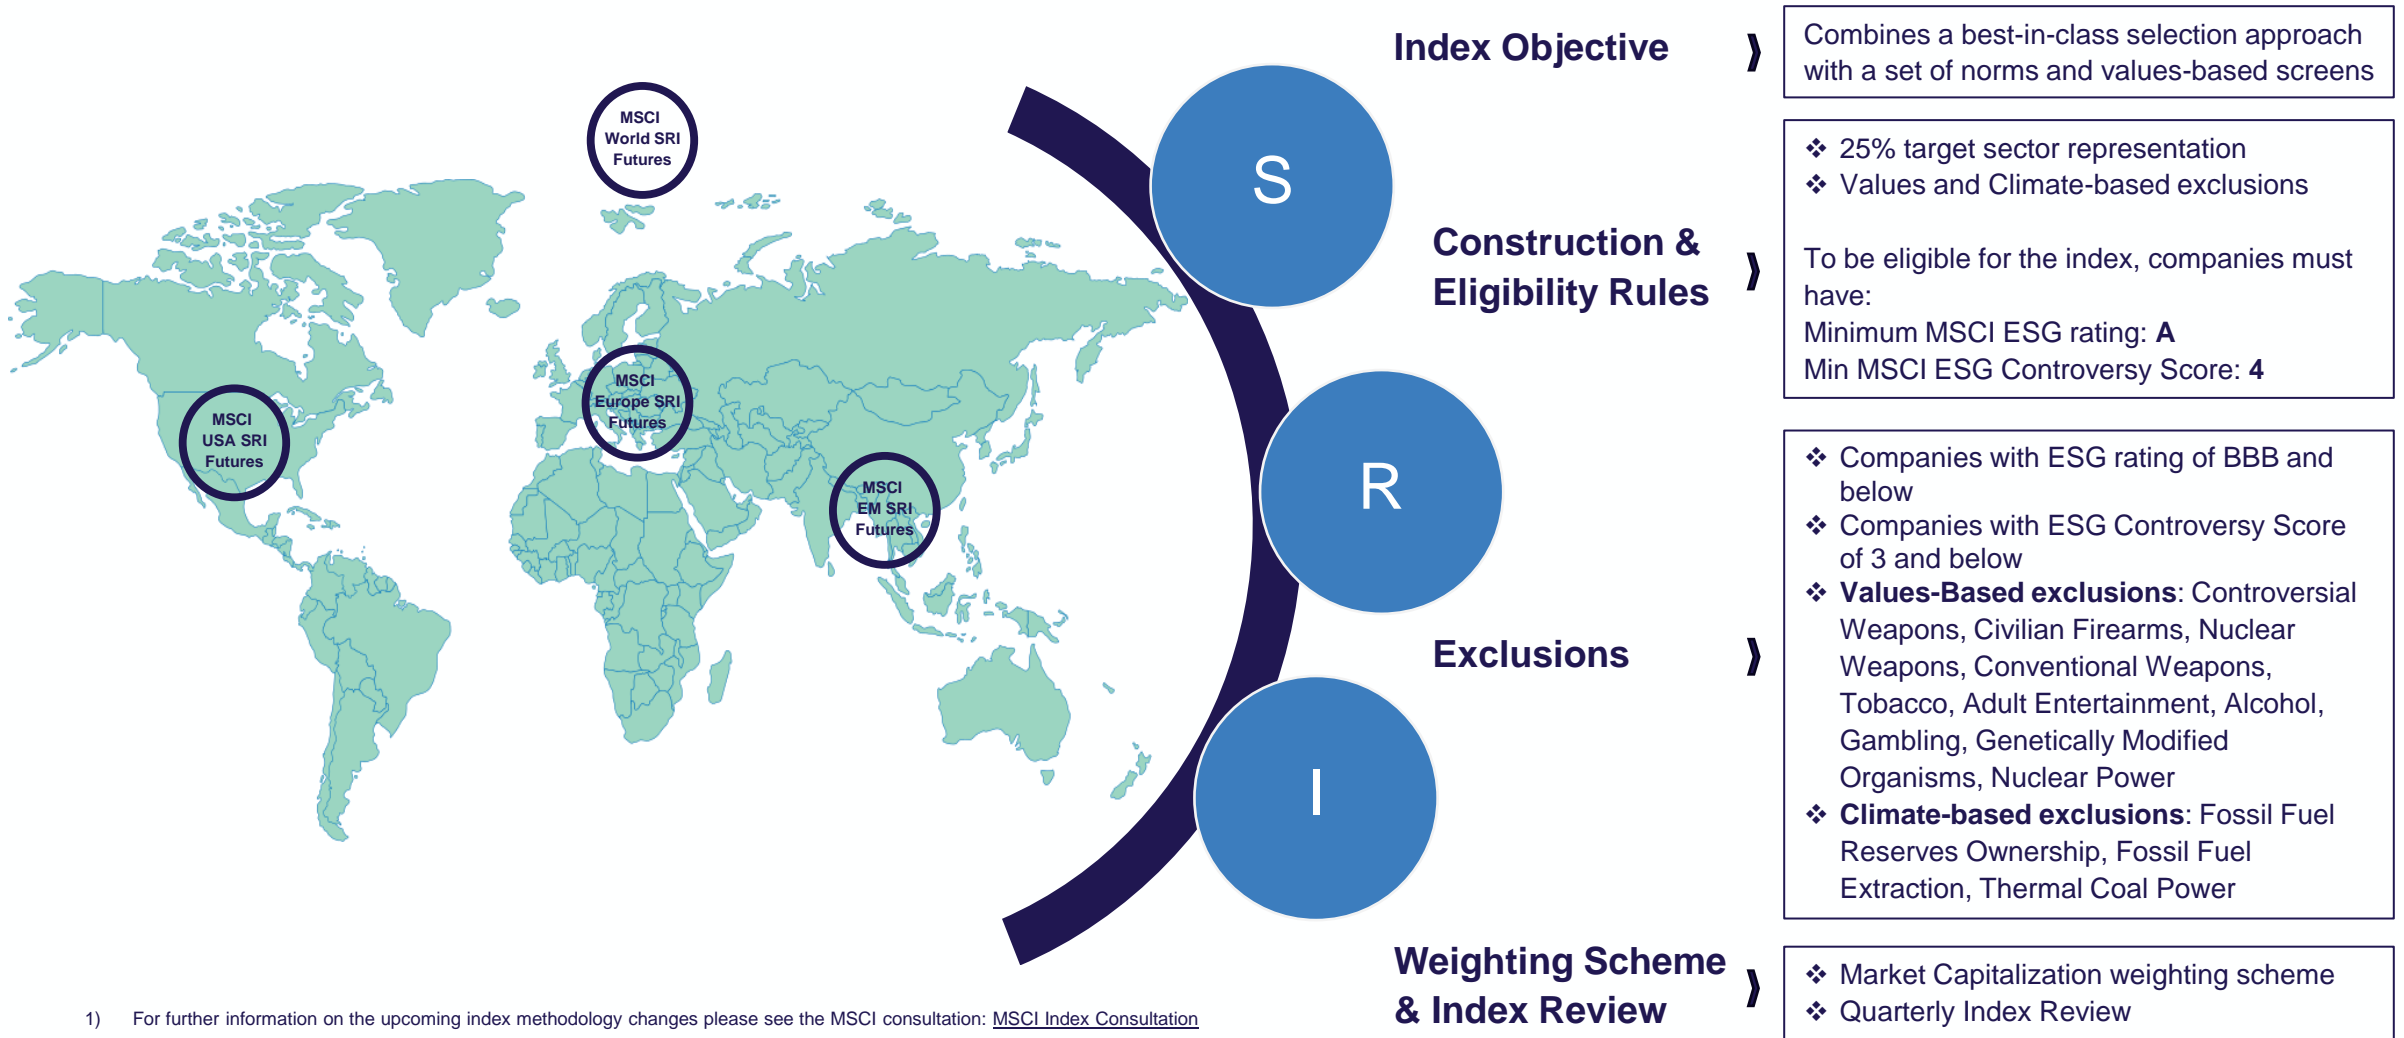 MSCI
World SRI
Futures
MSCI
Europe SRI
Futures
MSCI
USA SRI
Futures
MSCI
EM SRI
Futures
S
R
I
Index Objective
Combines a best-in-class selection approach
with a set of norms and values-based screens
Construction &
Eligibility Rules
❖ 25% target sector representation
❖ Values and Climate-based exclusions
To be eligible for the index, companies must
have:
Minimum MSCI ESG rating: A
Min MSCI ESG Controversy Score: 4
Exclusions
❖ Companies with ESG rating of BBB and
below
❖ Companies with ESG Controversy Score
of 3 and below
❖ Values-Based exclusions: Controversial
Weapons, Civilian Firearms, Nuclear
Weapons, Conventional Weapons,
Tobacco, Adult Entertainment, Alcohol,
Gambling, Genetically Modified
Organisms, Nuclear Power
❖ Climate-based exclusions: Fossil Fuel
Reserves Ownership, Fossil Fuel
Extraction, Thermal Coal Power
Weighting Scheme
& Index Review
❖ Market Capitalization weighting scheme
❖ Quarterly Index Review
1) For further information on the upcoming index methodology changes please see the MSCI consultation: MSCI Index Consultation